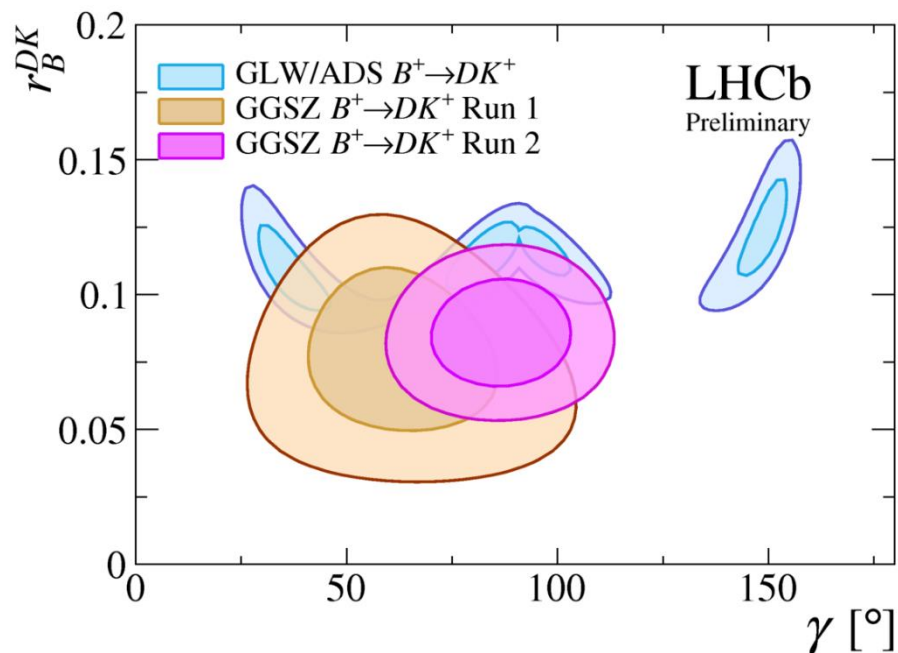 r_B^{DK}
0.2
0.15
0.1
0.05
0
GLW/ADS B⁺→DK⁺
GGSZ B⁺→DK⁺ Run 1
GGSZ B⁺→DK⁺ Run 2
LHCb
Preliminary
0 50 100 150
γ [°]